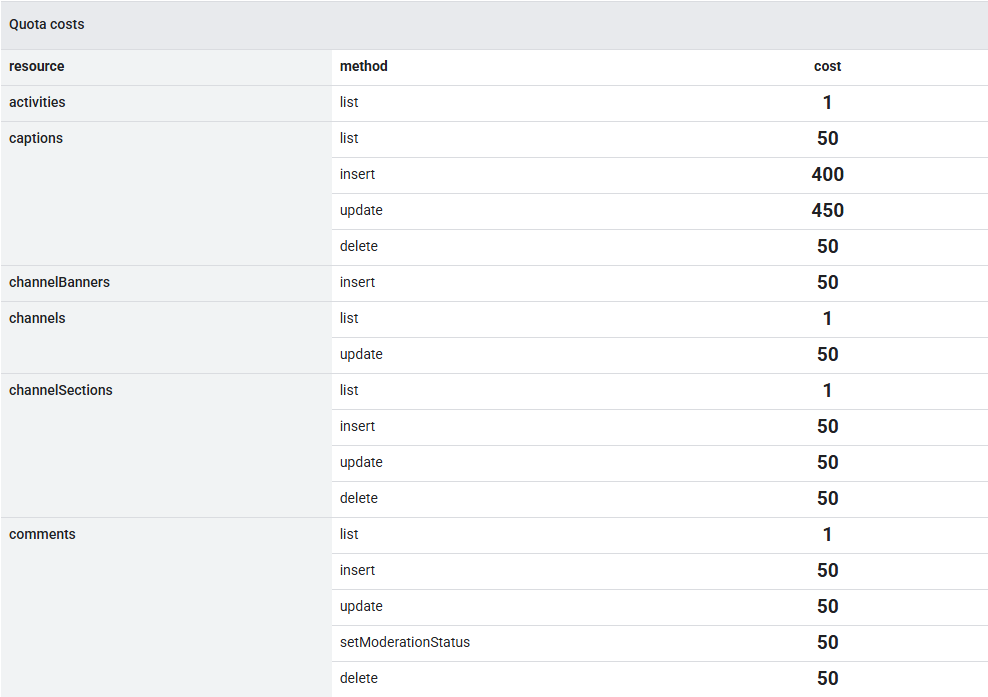 Quota costs
resource method cost
activities list 1
captions list 50
insert 400
update 450
delete 50
channelBanners insert 50
channels list 1
update 50
channelSections list 1
insert 50
update 50
delete 50
comments list 1
insert 50
update 50
setModerationStatus 50
delete 50